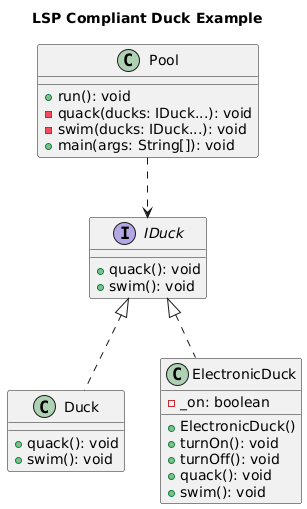 LSP Compliant Duck Example
C Pool
run(): void
quack(ducks: IDuck...): void
swim(ducks: IDuck...): void
main(args: String[]): void
I IDuck
quack(): void
swim(): void
C Duck
quack(): void
swim(): void
C ElectronicDuck
_on: boolean
ElectronicDuck()
turnOn(): void
turnOff(): void
quack(): void
swim(): void